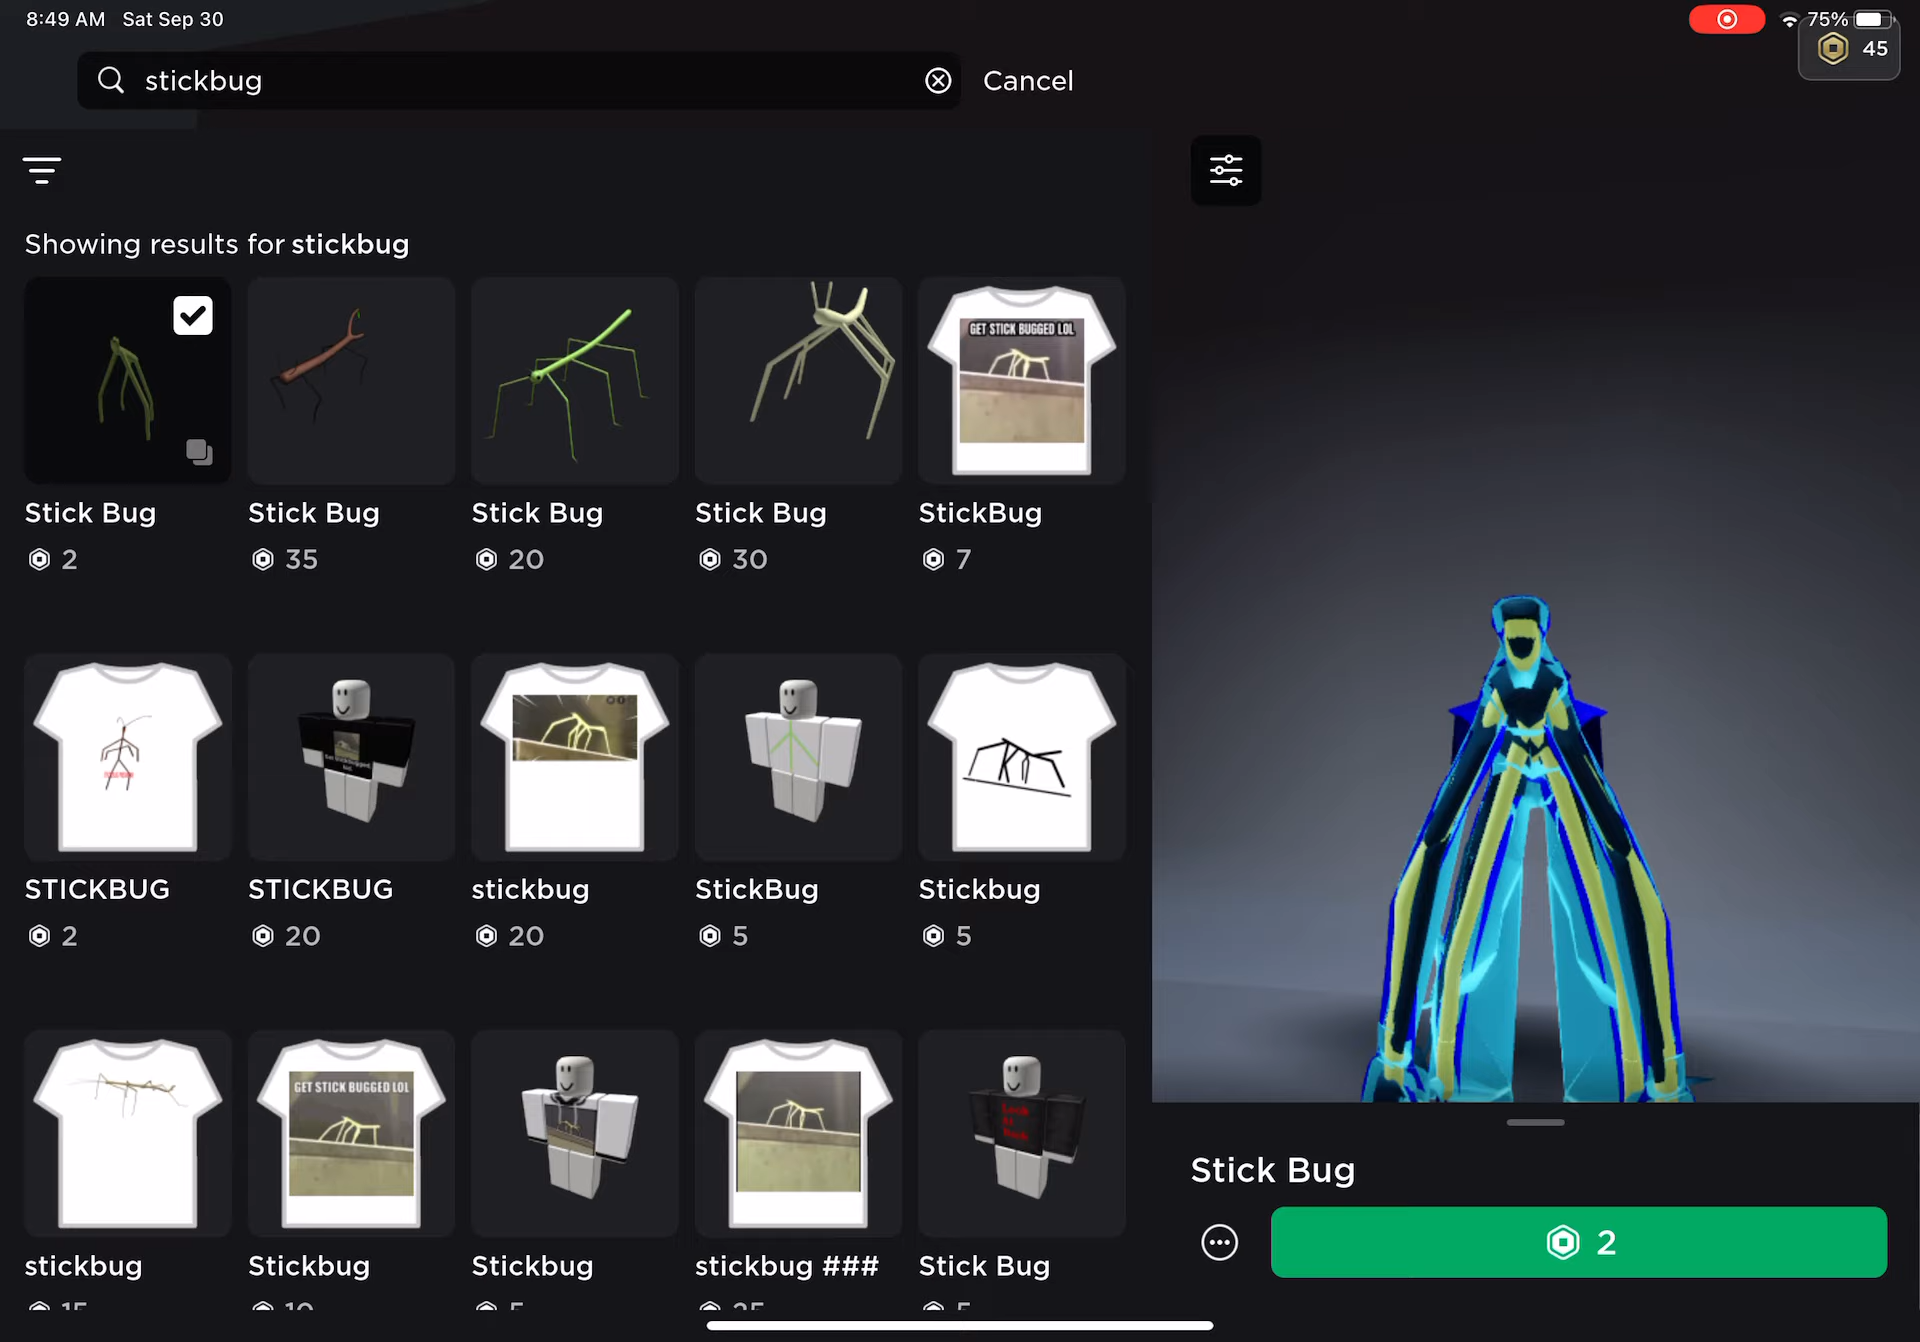 8:49 AM Sat Sep 30
75%
45
stickbug
Cancel
Showing results for stickbug
GET STICK BUGGED LOL
Stick Bug
Stick Bug
Stick Bug
Stick Bug
StickBug
2
35
20
30
7
STICKBUG
STICKBUG
stickbug
StickBug
Stickbug
2
20
20
5
5
GET STICK BUGGED LOL
stickbug
Stickbug
Stickbug
stickbug ###
Stick Bug
Stick Bug
2